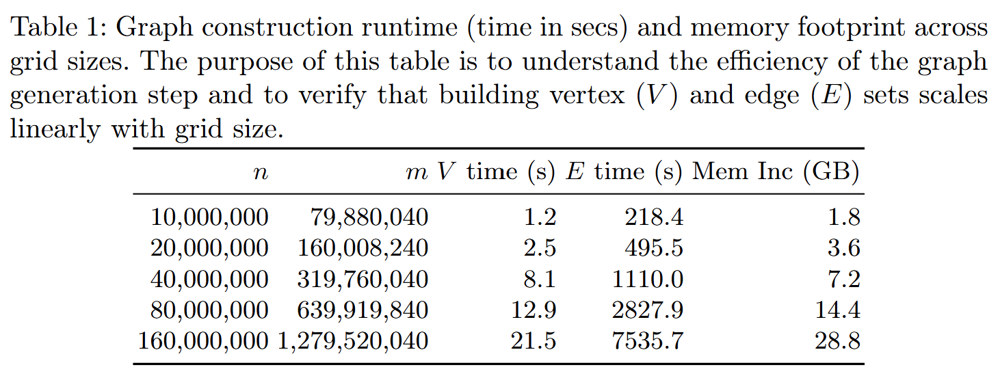 Table 1: Graph construction runtime (time in secs) and memory footprint across
grid sizes. The purpose of this table is to understand the efficiency of the graph
generation step and to verify that building vertex (V) and edge (E) sets scales
linearly with grid size.
n m V time (s) E time (s) Mem Inc (GB)
10,000,000 79,880,040 1.2 218.4 1.8
20,000,000 160,008,240 2.5 495.5 3.6
40,000,000 319,760,040 8.1 1110.0 7.2
80,000,000 639,919,840 12.9 2827.9 14.4
160,000,000 1,279,520,040 21.5 7535.7 28.8